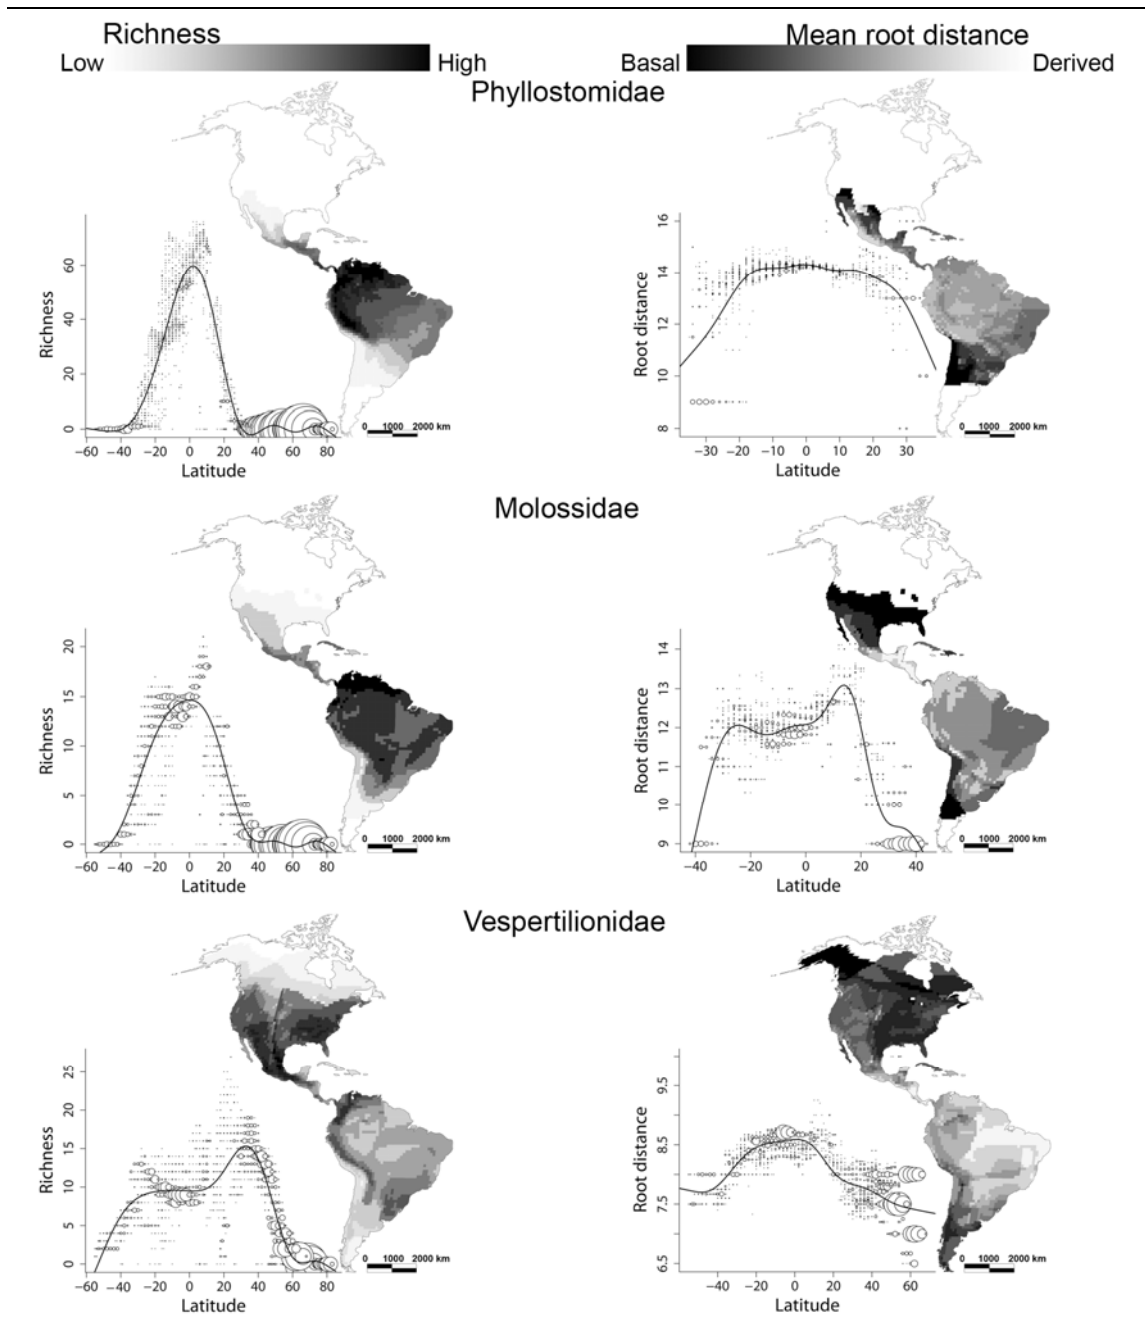 Richness
Low High
Mean root distance
Basal Derived
Phyllostomidae
Richness
60
40
20
0
−60 −40 −20 0 20 40 60 80
Latitude
0 1000 2000 km
Root distance
16
14
12
10
8
−30 −20 −10 0 10 20 30
Latitude
0 1000 2000 km
Molossidae
Richness
20
15
10
5
0
−60 −40 −20 0 20 40 60 80
Latitude
0 1000 2000 km
Root distance
14
13
12
11
10
9
−40 −20 0 20 40
Latitude
0 1000 2000 km
Vespertilionidae
Richness
25
20
15
10
5
0
−60 −40 −20 0 20 40 60 80
Latitude
0 1000 2000 km
Root distance
9.5
8.5
7.5
6.5
−40 −20 0 20 40 60
Latitude
0 1000 2000 km